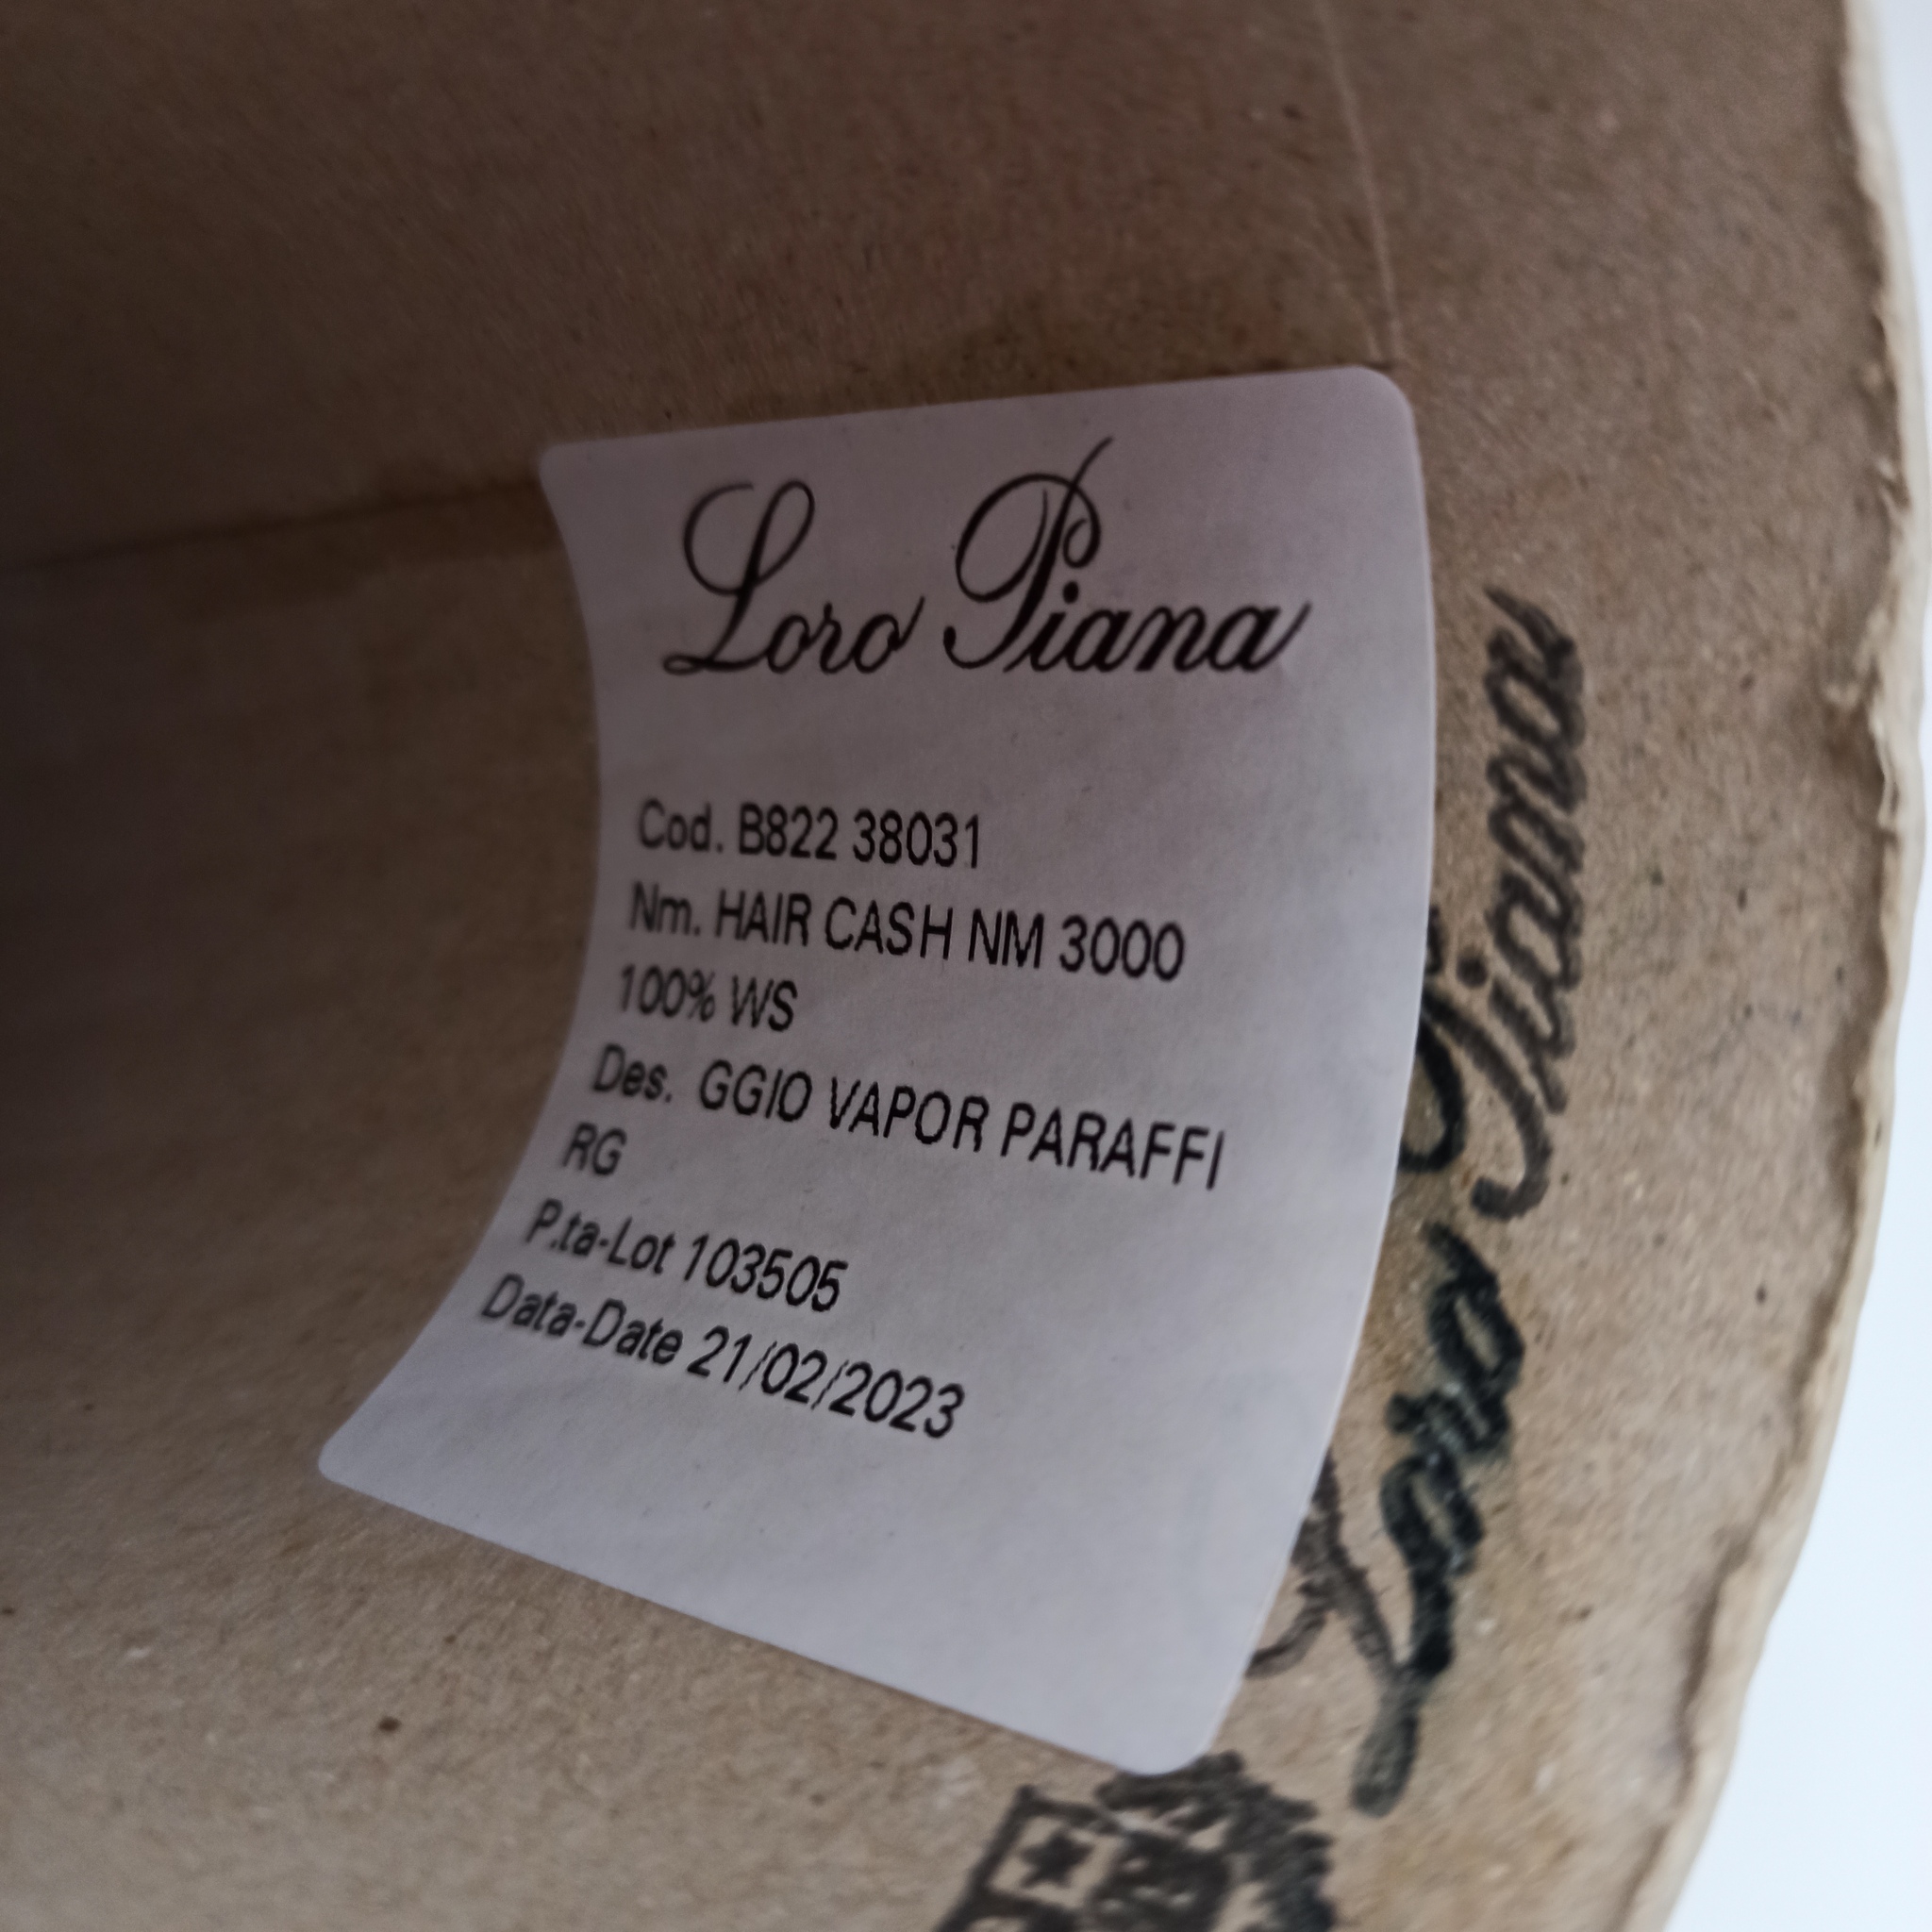 Loro Piana
Cod. B822 38031
Nm. HAIR CASH NM 3000
100% WS
Des. GGIO VAPOR PARAFFI
RG
P.ta-Lot 103505
Data-Date 21/02/2023
Loro Piana